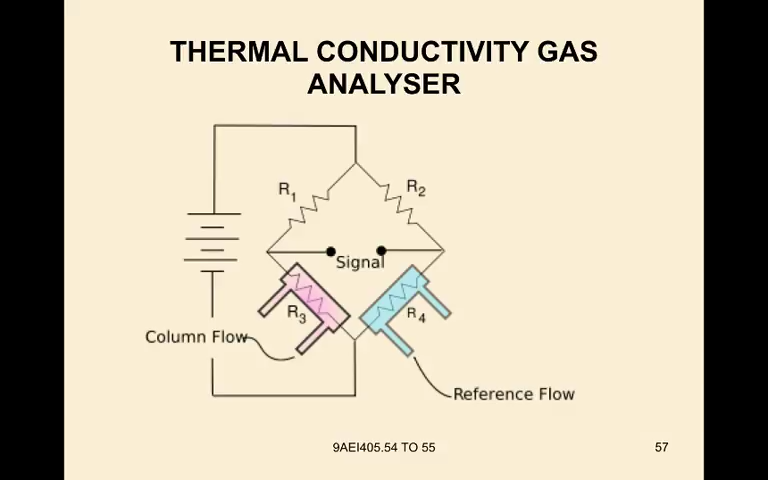 THERMAL CONDUCTIVITY GAS
ANALYSER
R1
R2
Signal
R3
R4
Column Flow
Reference Flow
9AEI405.54 TO 55
57